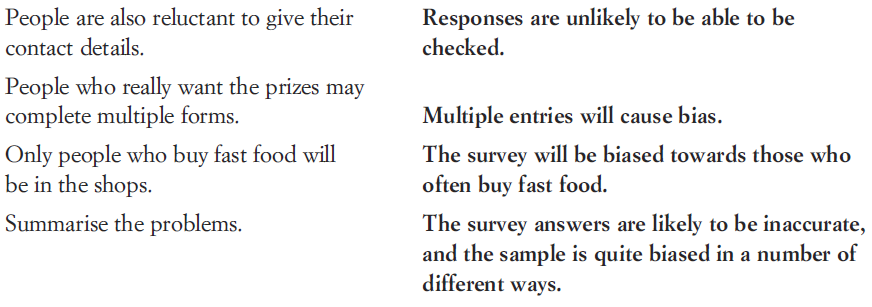 People are also reluctant to give their
contact details.
Responses are unlikely to be able to be
checked.
People who really want the prizes may
complete multiple forms.
Multiple entries will cause bias.
Only people who buy fast food will
be in the shops.
The survey will be biased towards those who
often buy fast food.
Summarise the problems.
The survey answers are likely to be inaccurate,
and the sample is quite biased in a number of
different ways.